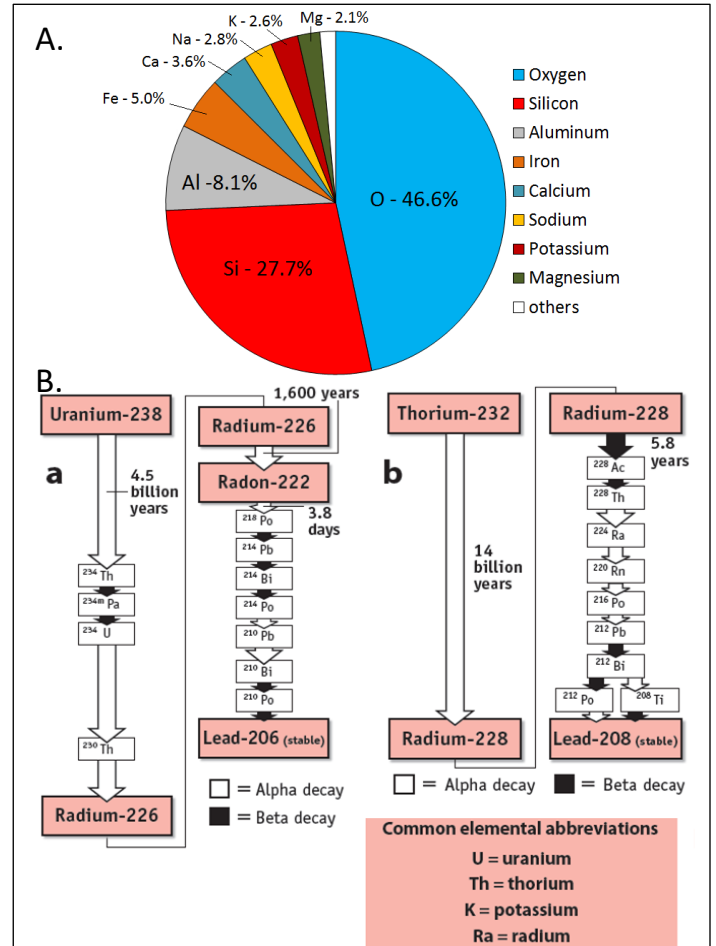 A.
K - 2.6%
Mg - 2.1%
Na - 2.8%
Ca - 3.6%
Fe - 5.0%
Al -8.1%
O - 46.6%
Si - 27.7%
Oxygen
Silicon
Aluminum
Iron
Calcium
Sodium
Potassium
Magnesium
others
B.
Uranium-238
a
4.5
billion
years
234 Th
234m Pa
234 U
230 Th
Radium-226
1,600 years
Radium-226
Radon-222
3.8
days
218 Po
214 Pb
214 Bi
214 Po
210 Pb
210 Bi
210 Po
Lead-206 (stable)
= Alpha decay
= Beta decay
Thorium-232
b
14
billion
years
Radium-228
Radium-228
5.8
years
228 Ac
228 Th
224 Ra
220 Rn
216 Po
212 Pb
212 Bi
212 Po
208 Ti
Lead-208 (stable)
= Alpha decay
= Beta decay
Common elemental abbreviations
U = uranium
Th = thorium
K = potassium
Ra = radium